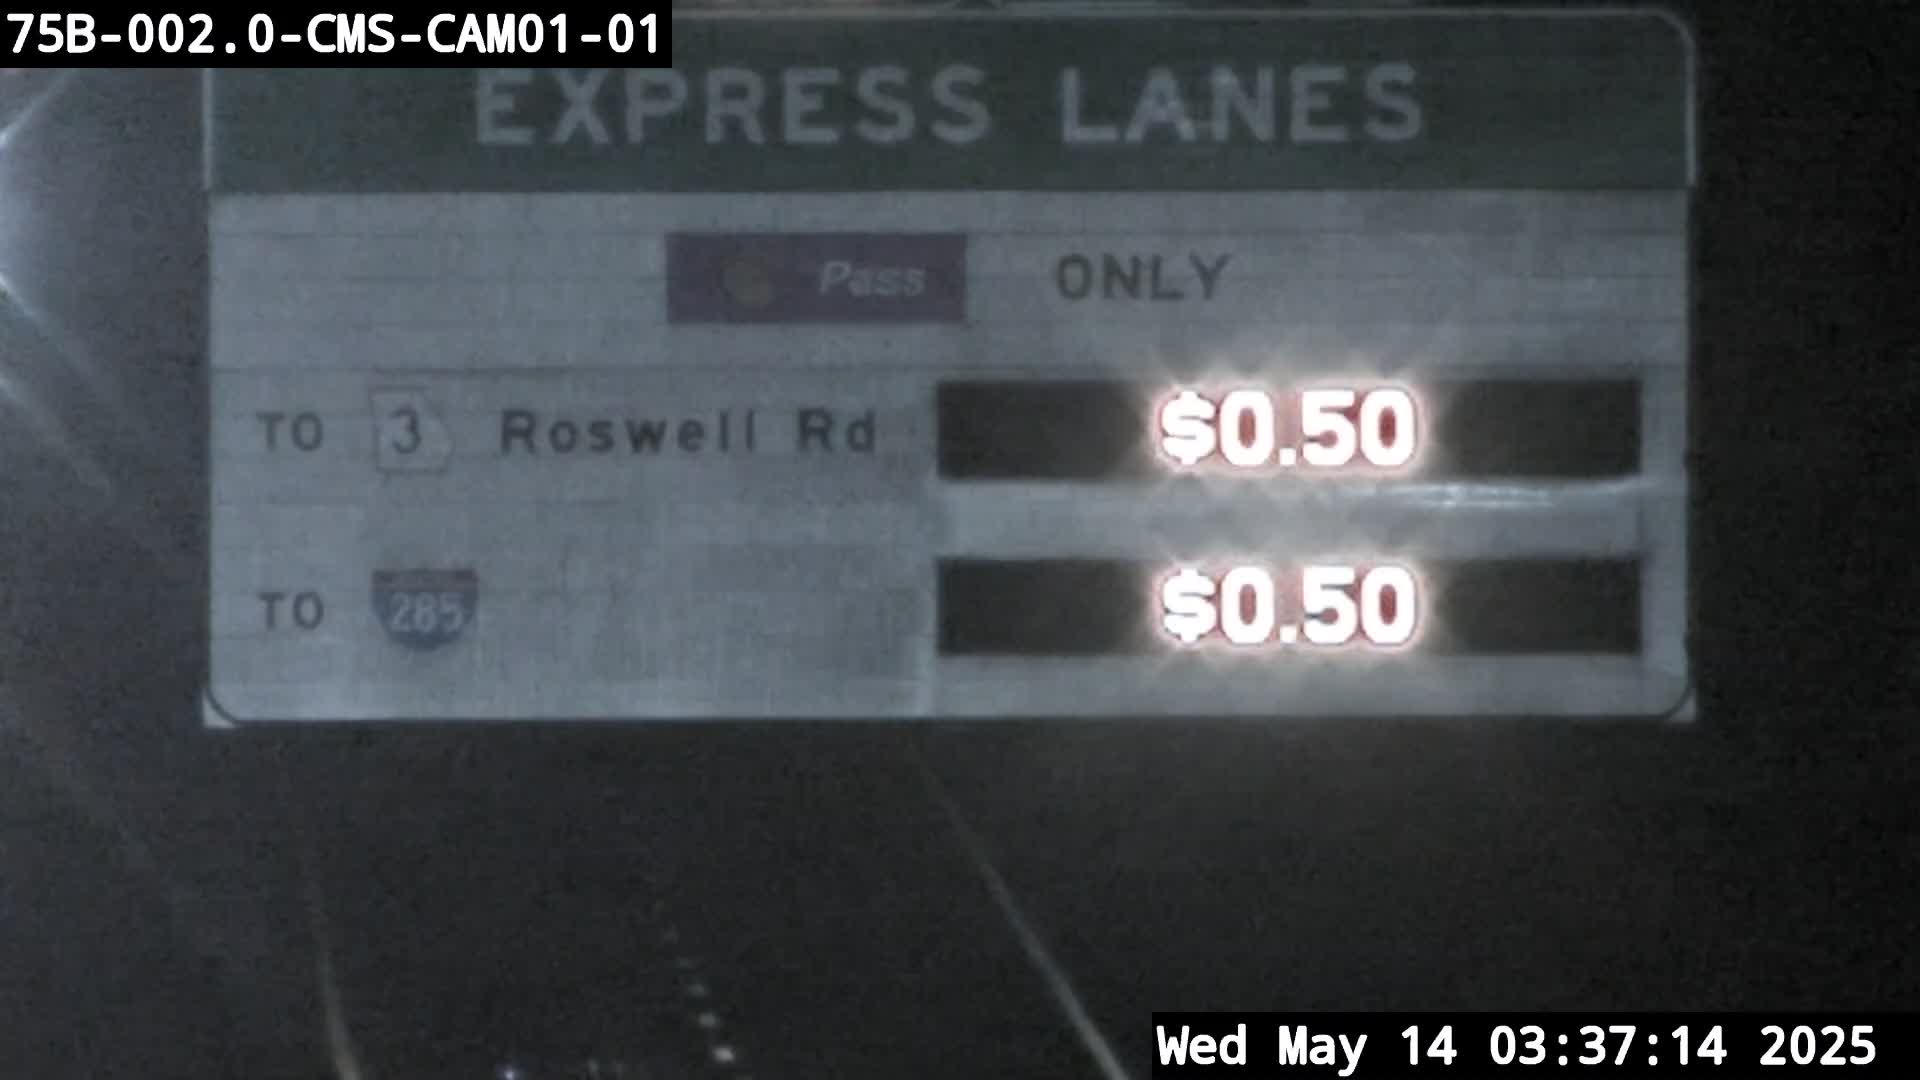 75B-002.0-CMS-CAM01-01
EXPRESS LANES
Pass ONLY
TO 3 Roswell Rd $0.50
TO 285 $0.50
Wed May 14 03:37:14 2025